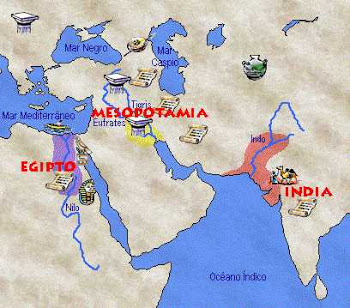 Mar Negro
Mar
Caspio
Tigris
MESOPOTAMIA
Mar Mediterráneo
Eufrates
Indo
EGIPTO
INDIA
Nilo
Océano Índico